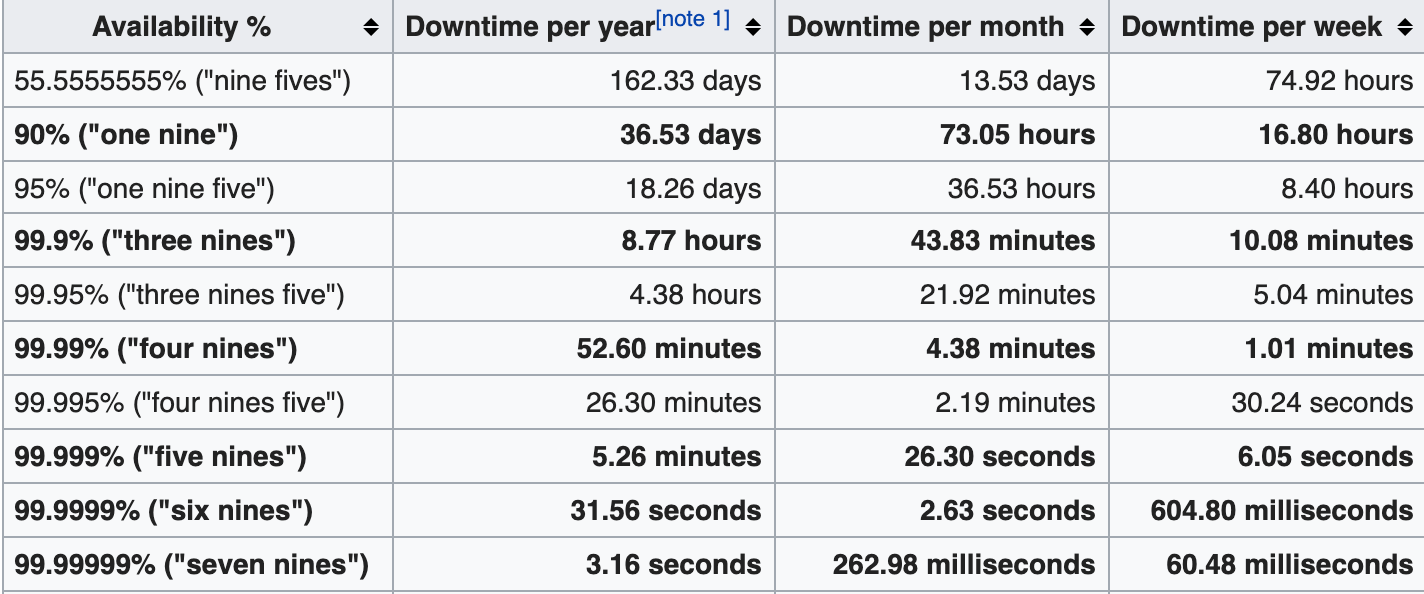 Availability % Downtime per year[note 1] Downtime per month Downtime per week
55.5555555% ("nine fives") 162.33 days 13.53 days 74.92 hours
90% ("one nine") 36.53 days 73.05 hours 16.80 hours
95% ("one nine five") 18.26 days 36.53 hours 8.40 hours
99.9% ("three nines") 8.77 hours 43.83 minutes 10.08 minutes
99.95% ("three nines five") 4.38 hours 21.92 minutes 5.04 minutes
99.99% ("four nines") 52.60 minutes 4.38 minutes 1.01 minutes
99.995% ("four nines five") 26.30 minutes 2.19 minutes 30.24 seconds
99.999% ("five nines") 5.26 minutes 26.30 seconds 6.05 seconds
99.9999% ("six nines") 31.56 seconds 2.63 seconds 604.80 milliseconds
99.99999% ("seven nines") 3.16 seconds 262.98 milliseconds 60.48 milliseconds